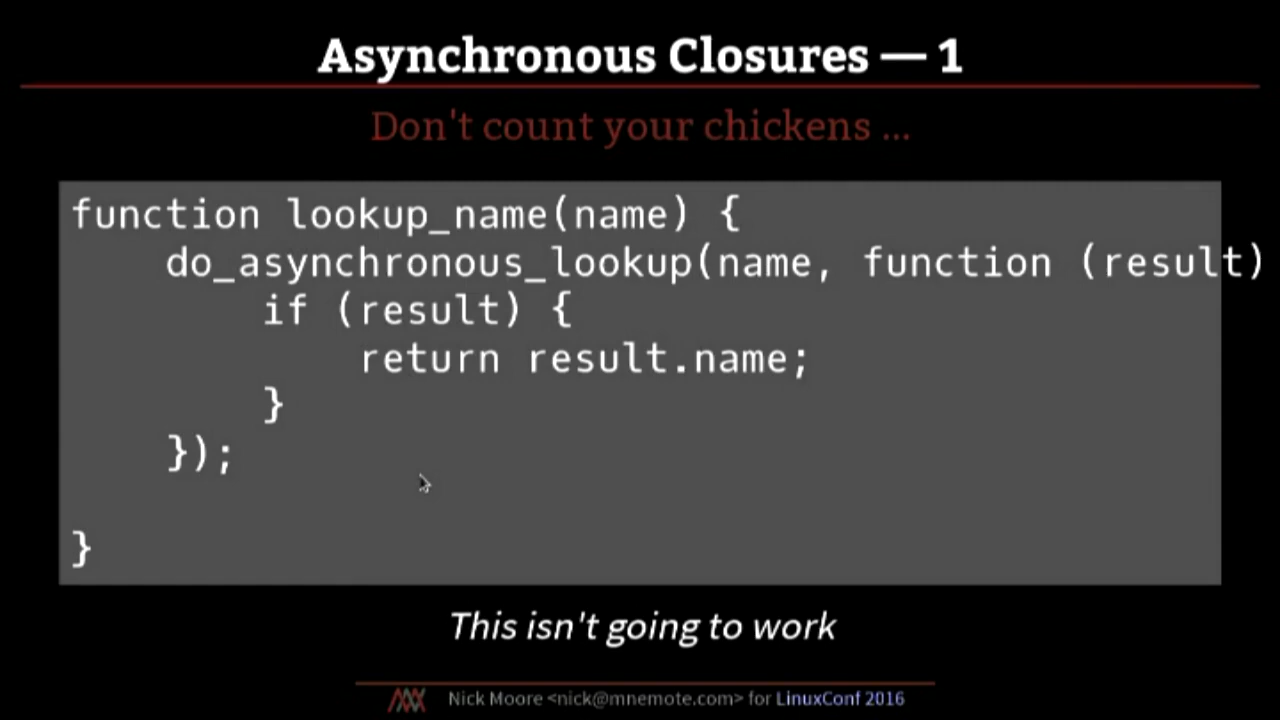 Asynchronous Closures — 1
Don't count your chickens ...
function lookup_name(name) {
    do_asynchronous_lookup(name, function (result)
        if (result) {
            return result.name;
        }
    });
}
This isn't going to work
Nick Moore <nick@mnemote.com> for LinuxConf 2016